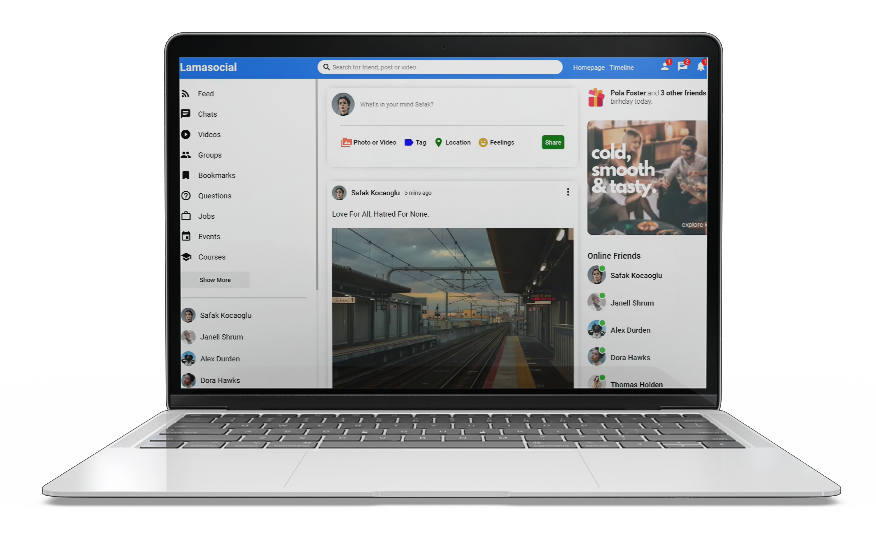 Lamasocial
Search for friend, post or video
Homepage Timeline
1
2
1
Feed
Chats
Videos
Groups
Bookmarks
Questions
Jobs
Events
Courses
Show More
Safak Kocaoglu
Janell Shrum
Alex Durden
Dora Hawks
What's in your mind Safak?
Photo or Video Tag Location Feelings Share
Safak Kocaoglu 5 mins ago
Love For All, Hatred For None.
Pola Foster and 3 other friends
birhday today.
cold,
smooth
& tasty.
explore
Online Friends
Safak Kocaoglu
Janell Shrum
Alex Durden
Dora Hawks
Thomas Holden